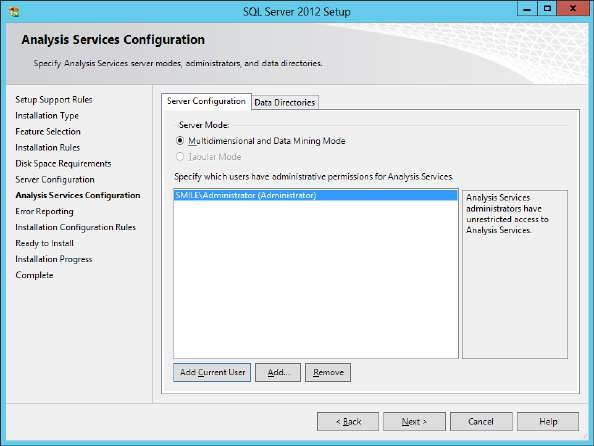 SQL Server 2012 Setup
Analysis Services Configuration
Specify Analysis Services server modes, administrators, and data directories.
Setup Support Rules
Installation Type
Feature Selection
Installation Rules
Disk Space Requirements
Server Configuration
Analysis Services Configuration
Error Reporting
Installation Configuration Rules
Ready to Install
Installation Progress
Complete
Server Configuration
Data Directories
Server Mode:
Multidimensional and Data Mining Mode
Tabular Mode
Specify which users have administrative permissions for Analysis Services.
SMILE\Administrator (Administrator)
Analysis Services
administrators have
unrestricted access to
Analysis Services.
Add Current User
Add...
Remove
< Back
Next >
Cancel
Help